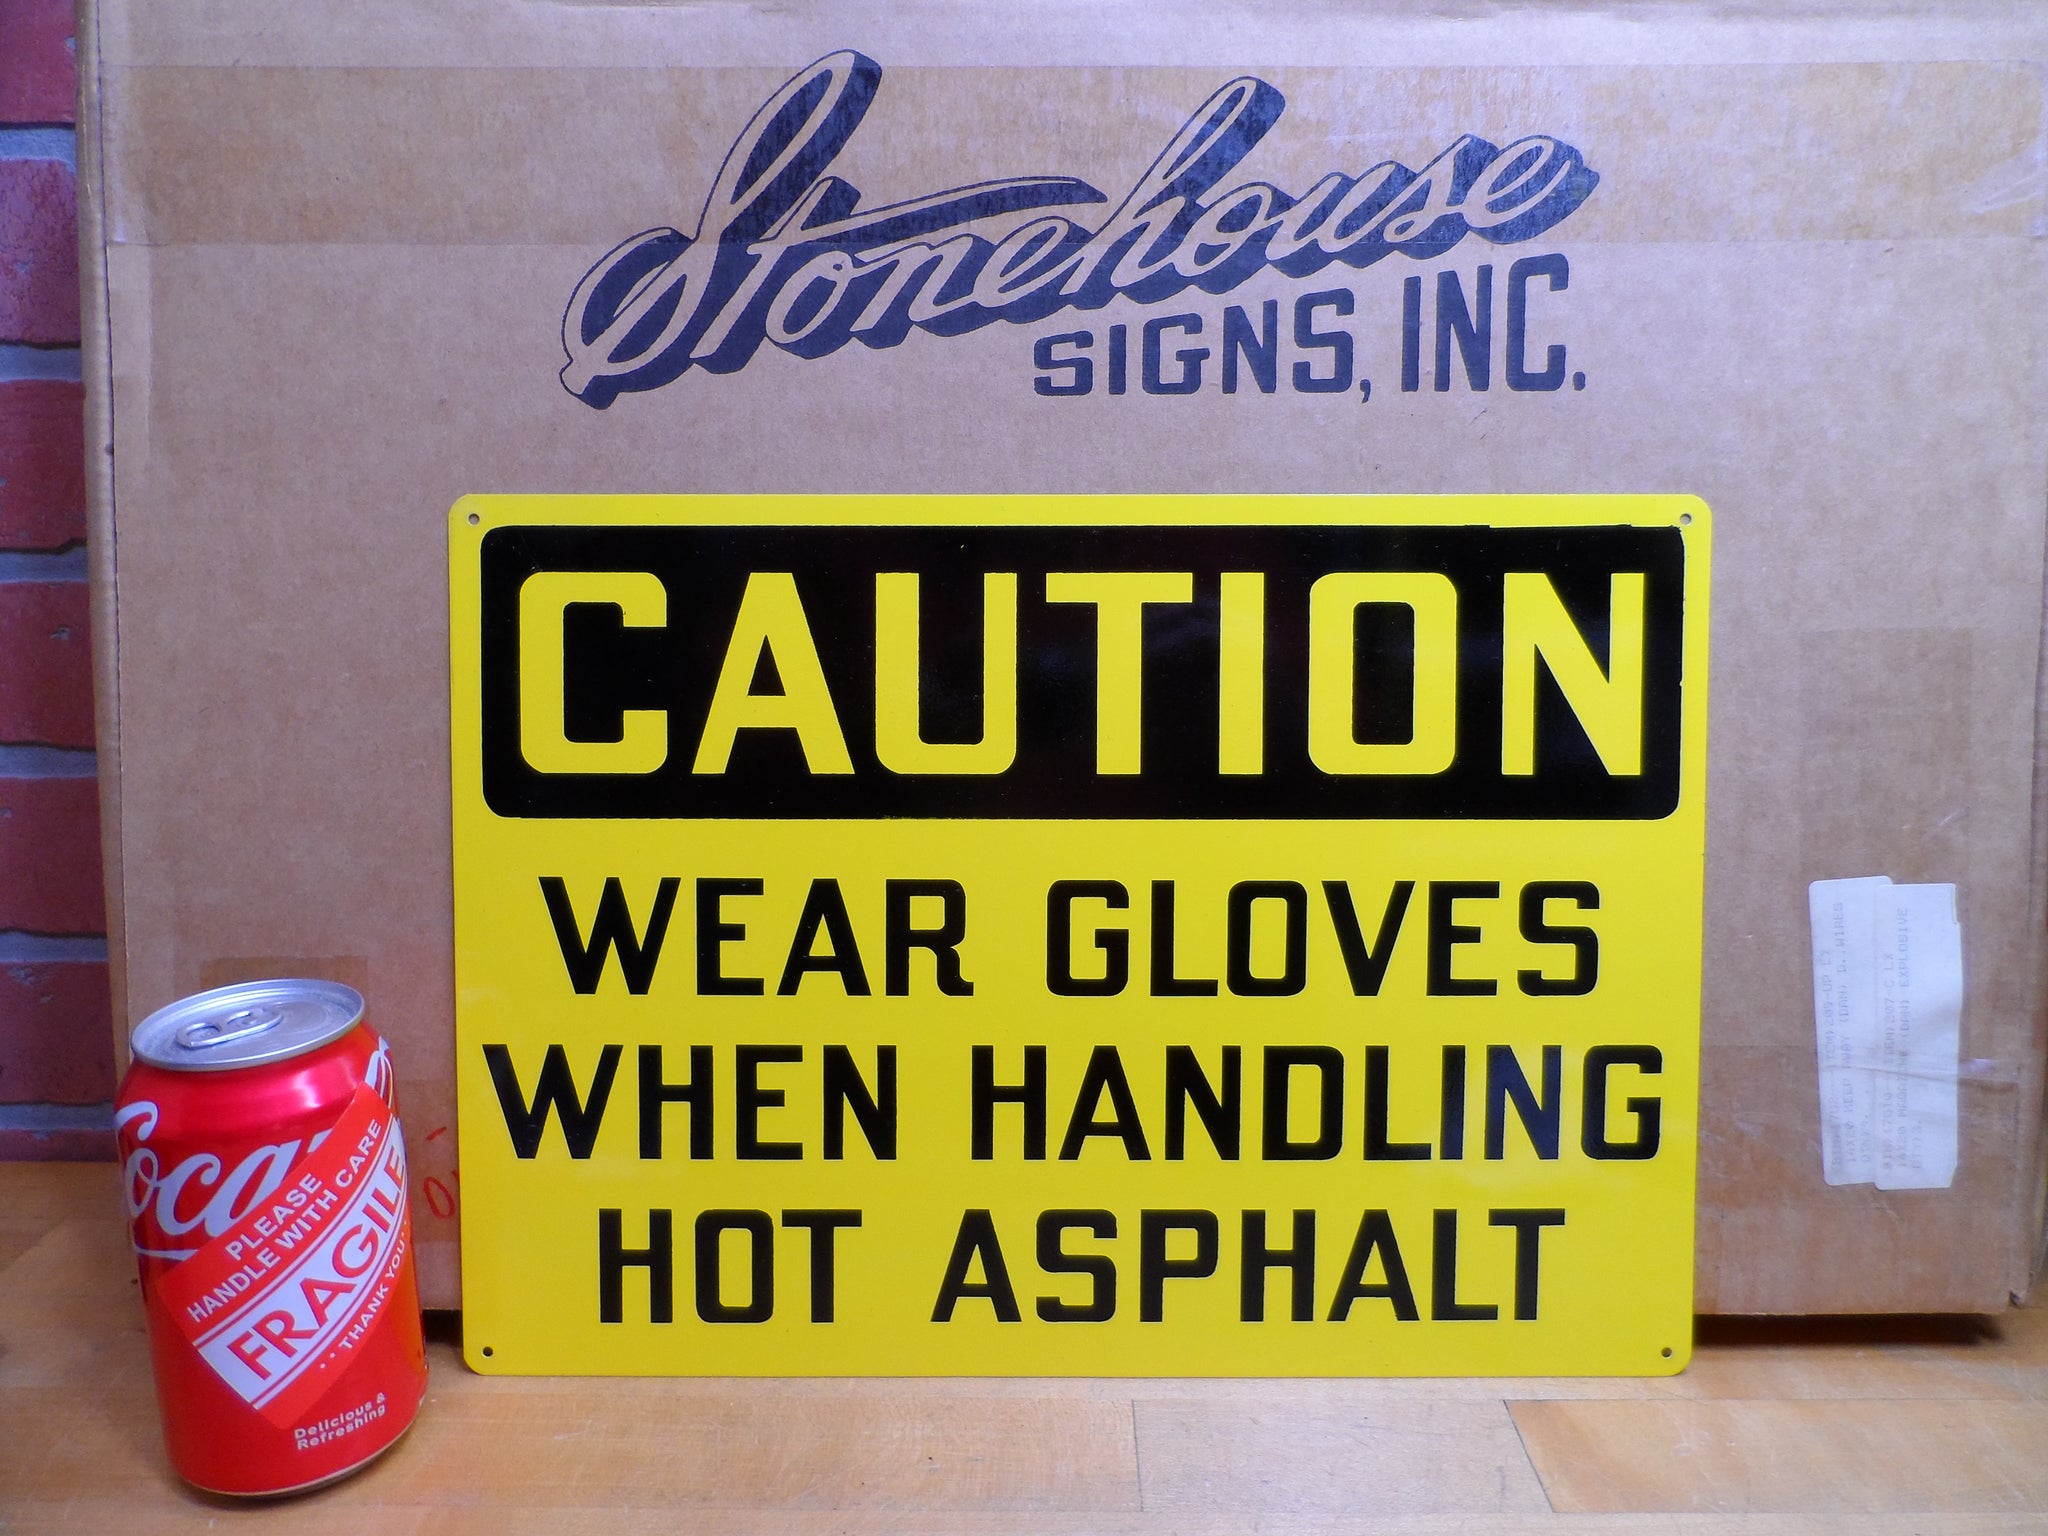 Stonehouse
SIGNS, INC.
CAUTION
WEAR GLOVES
WHEN HANDLING
HOT ASPHALT
Coca
PLEASE
HANDLE WITH CARE
FRAGILE
...THANK YOU
Delicious &
Refreshing